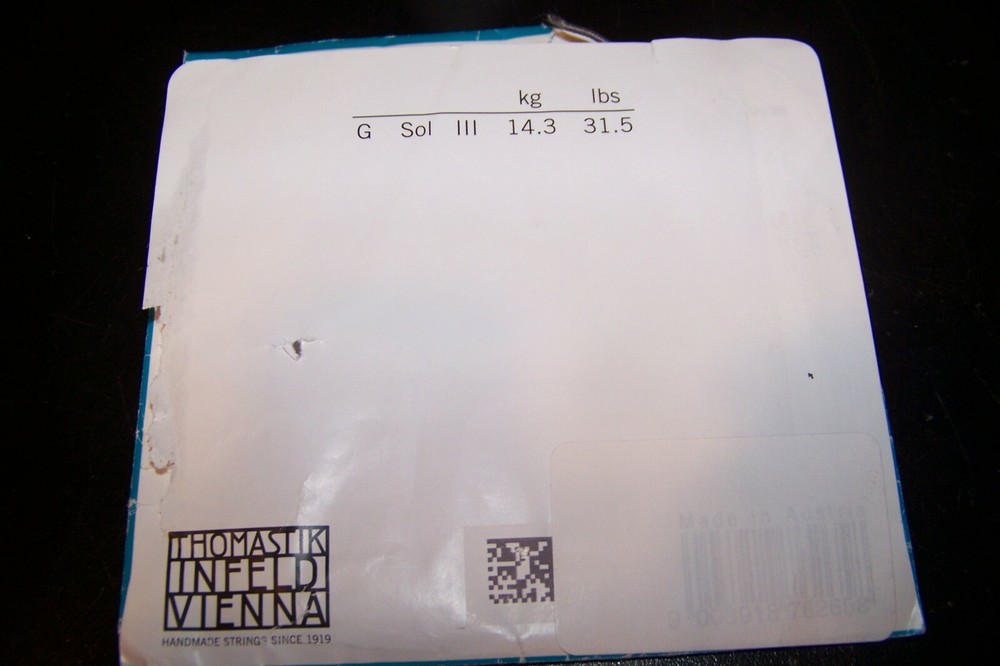 kg lbs
G Sol III 14.3 31.5
THOMASTIK
INFELD
VIENNA
HANDMADE STRINGS SINCE 1919
Made in Austria